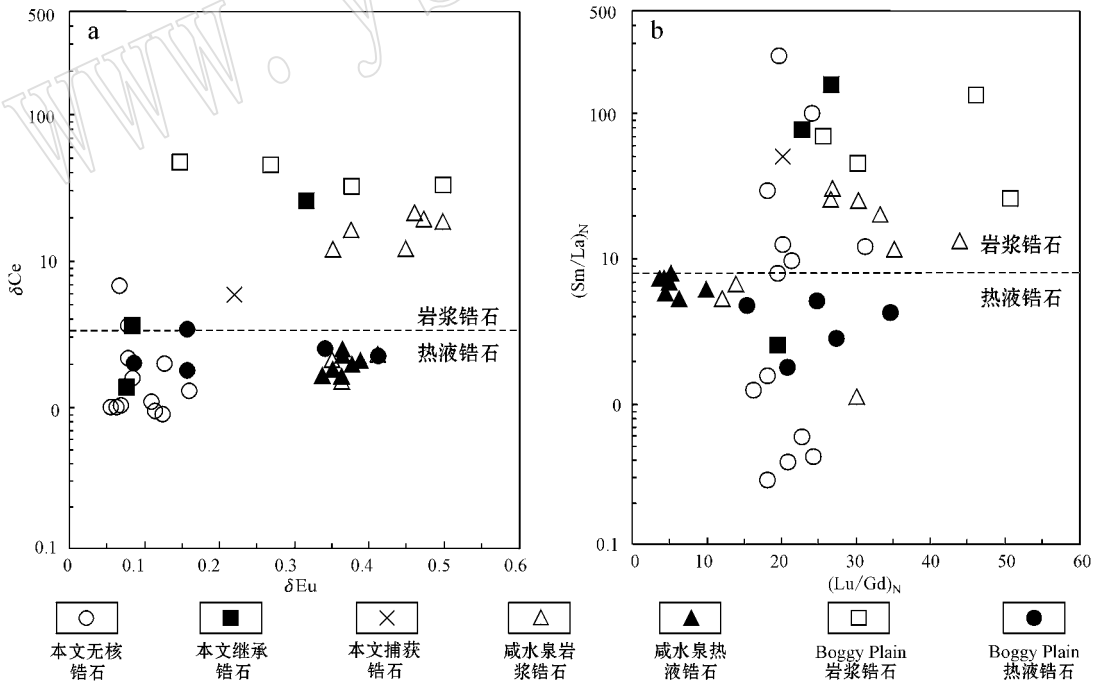 www.ys
500
100
10
0
0.1
δCe
a
岩浆锆石
热液锆石
0
0.1
0.2
0.3
0.4
0.5
0.6
δEu
500
100
10
0
0.1
(Sm/La)N
b
岩浆锆石
热液锆石
0
10
20
30
40
50
60
(Lu/Gd)N
本文无核
锆石
本文继承
锆石
本文捕获
锆石
咸水泉岩
浆锆石
咸水泉热
液锆石
Boggy Plain
岩浆锆石
Boggy Plain
热液锆石